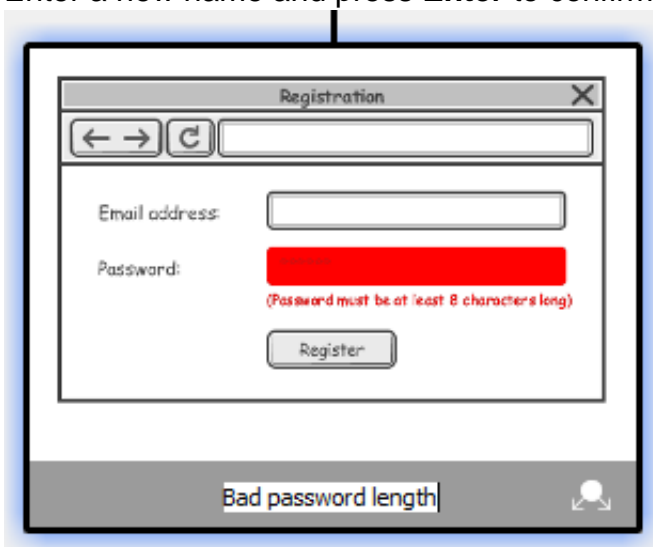 Enter a new name and press Enter to confirm
Registration
Email address:
Password:
(Password must be at least 8 characters long)
Register
Bad password length